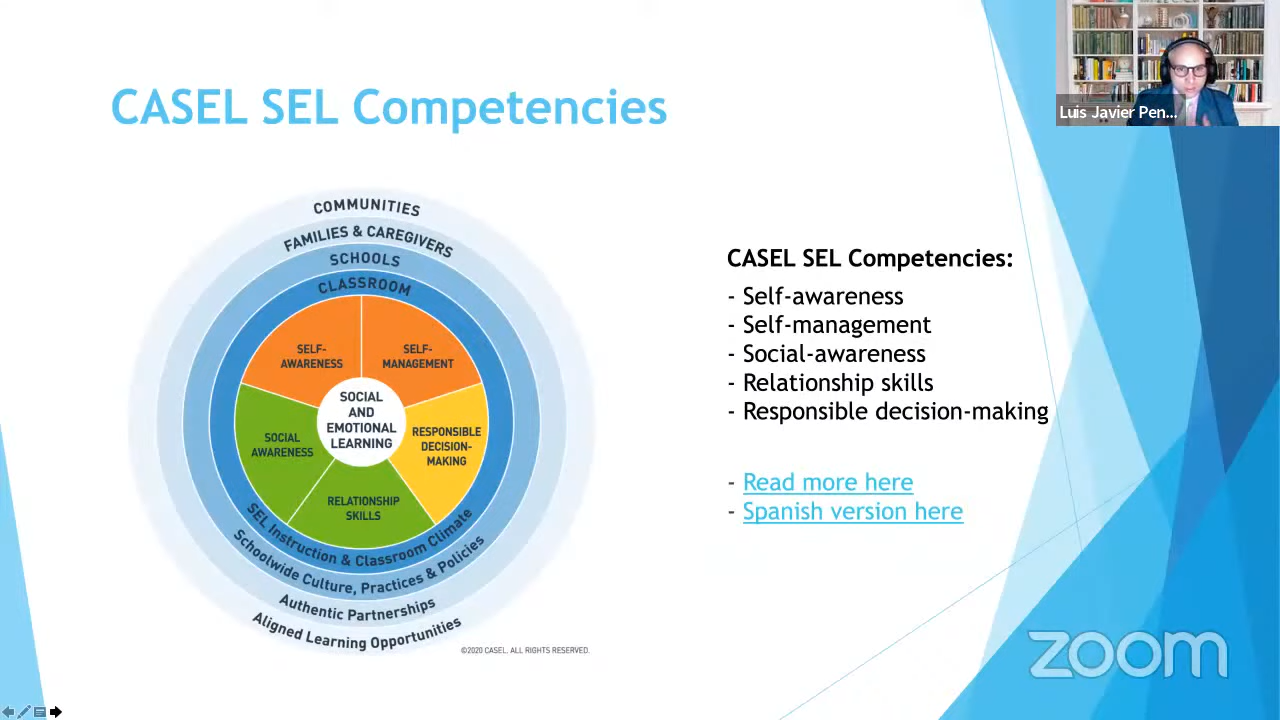 Luis Javier Pen...
CASEL SEL Competencies
COMMUNITIES
FAMILIES & CAREGIVERS
SCHOOLS
CLASSROOM
SELF-
AWARENESS
SELF-
MANAGEMENT
SOCIAL
AND
EMOTIONAL
LEARNING
SOCIAL
AWARENESS
RESPONSIBLE
DECISION-
MAKING
RELATIONSHIP
SKILLS
SEL Instruction & Classroom Climate
Schoolwide Culture, Practices & Policies
Authentic Partnerships
Aligned Learning Opportunities
©2020 CASEL. ALL RIGHTS RESERVED.
CASEL SEL Competencies:
- Self-awareness
- Self-management
- Social-awareness
- Relationship skills
- Responsible decision-making
- Read more here
- Spanish version here
zoom